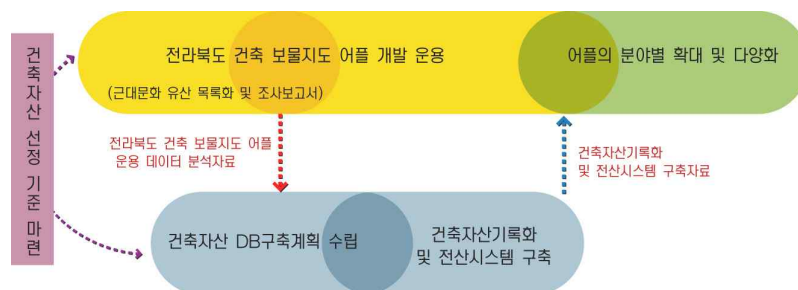 건축자산 선정 기준 마련
전라북도 건축 보물지도 어플 개발 운용
(근대문화 유산 목록화 및 조사보고서)
어플의 분야별 확대 및 다양화
전라북도 건축 보물지도 어플
운용 데이터 분석자료
건축자산기록화
및 전산시스템 구축자료
건축자산 DB구축계획 수립
건축자산기록화
및 전산시스템 구축